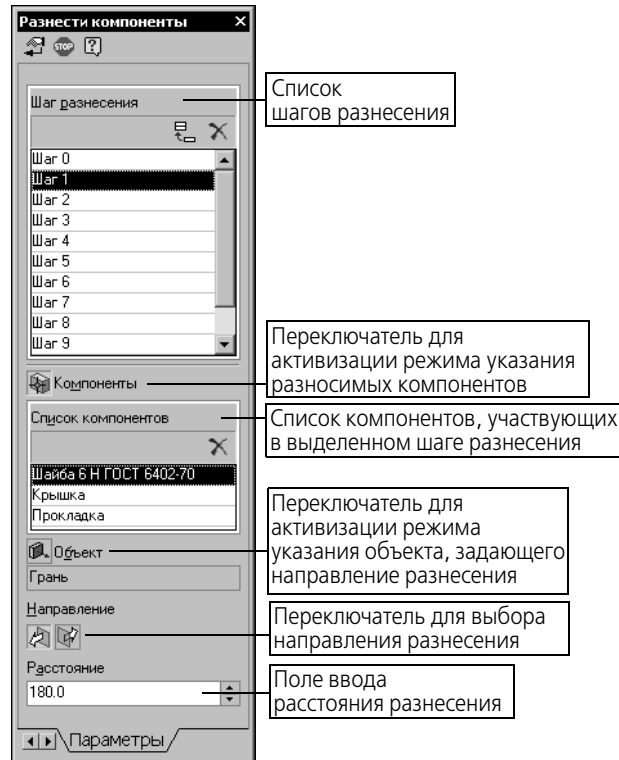 Разнести компоненты
STOP
Шаг разнесения
Список
шагов разнесения
Шаг 0
Шаг 1
Шаг 2
Шаг 3
Шаг 4
Шаг 5
Шаг 6
Шаг 7
Шаг 8
Шаг 9
Переключатель для
активизации режима указания
разносимых компонентов
Компоненты
Список компонентов
Список компонентов, участвующих
в выделенном шаге разнесения
Шайба 6 Н ГОСТ 6402-70
Крышка
Прокладка
Переключатель для
активизации режима
указания объекта, задающего
направление разнесения
Объект
Грань
Направление
Переключатель для выбора
направления разнесения
Расстояние
180.0
Поле ввода
расстояния разнесения
Параметры